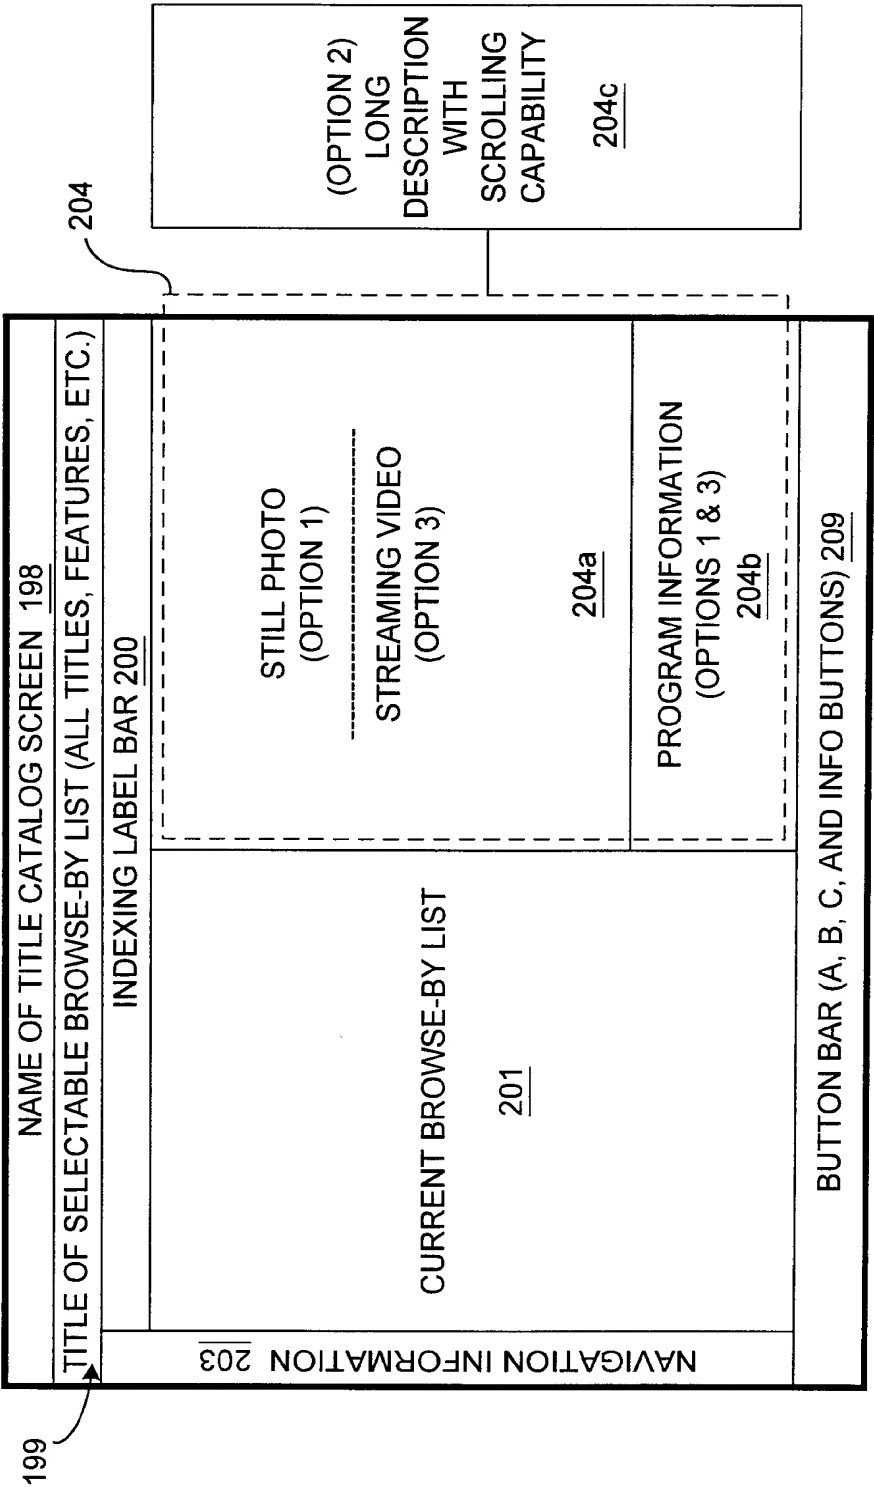 NAME OF TITLE CATALOG SCREEN 198
TITLE OF SELECTABLE BROWSE-BY LIST (ALL TITLES, FEATURES, ETC.)
199
INDEXING LABEL BAR 200
NAVIGATION INFORMATION 203
CURRENT BROWSE-BY LIST
201
204
STILL PHOTO
(OPTION 1)
STREAMING VIDEO
(OPTION 3)
204a
PROGRAM INFORMATION
(OPTIONS 1 & 3)
204b
(OPTION 2)
LONG
DESCRIPTION
WITH
SCROLLING
CAPABILITY
204c
BUTTON BAR (A, B, C, AND INFO BUTTONS) 209